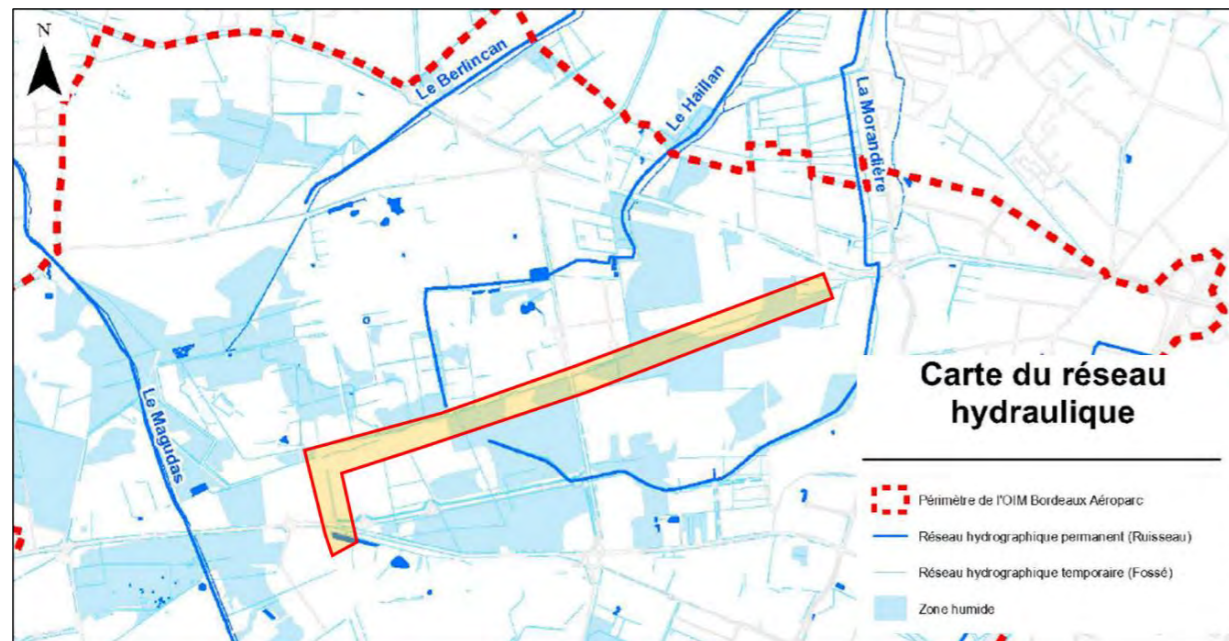 N
Le Berlincan
Le Haillan
La Morandière
Le Magudas
Carte du réseau
hydraulique
Périmètre de l'OIM Bordeaux Aéroparc
Réseau hydrographique permanent (Ruisseau)
Réseau hydrographique temporaire (Fossé)
Zone humide